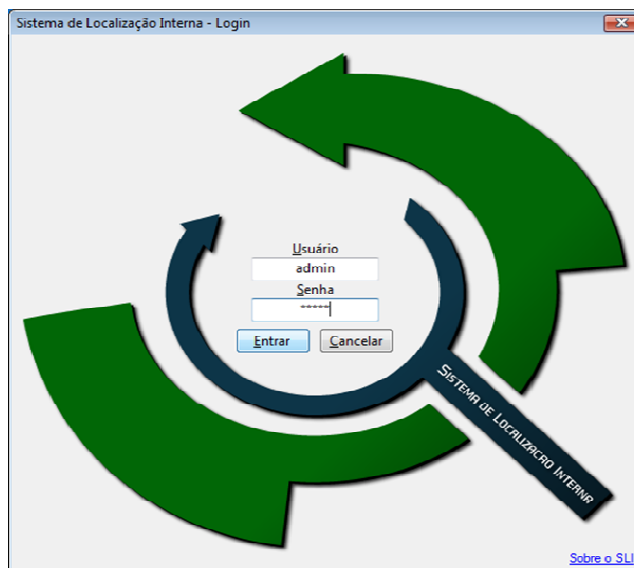 Sistema de Localização Interna - Login
Usuário
admin
Senha
*****
Entrar
Cancelar
SISTEMA DE LOCALIZACAO INTERNA
Sobre o SLI